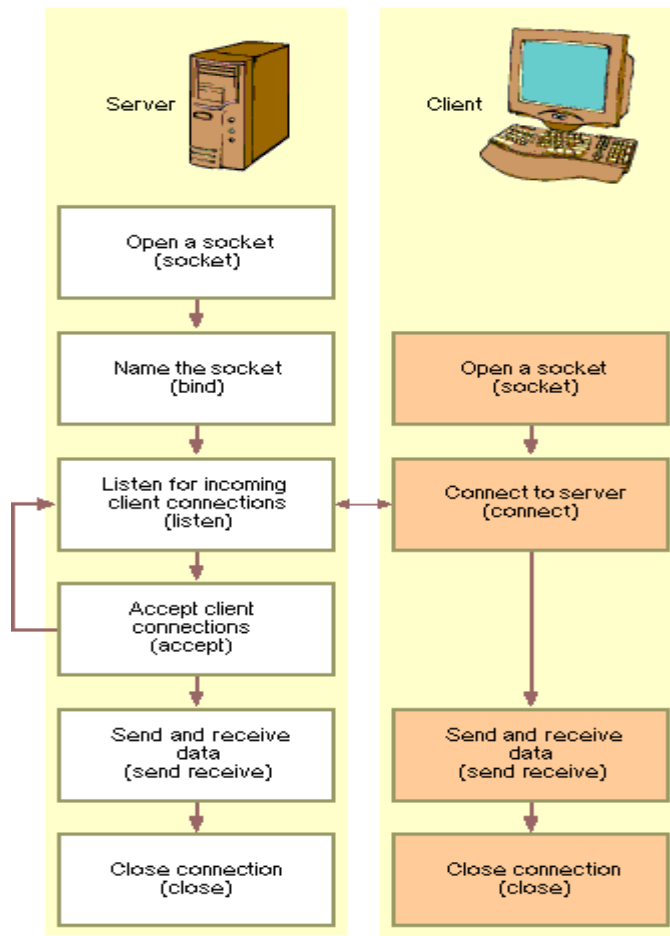 Server
Open a socket
(socket)
Name the socket
(bind)
Listen for incoming
client connections
(listen)
Accept client
connections
(accept)
Send and receive
data
(send receive)
Close connection
(close)
Client
Open a socket
(socket)
Connect to server
(connect)
Send and receive
data
(send receive)
Close connection
(close)